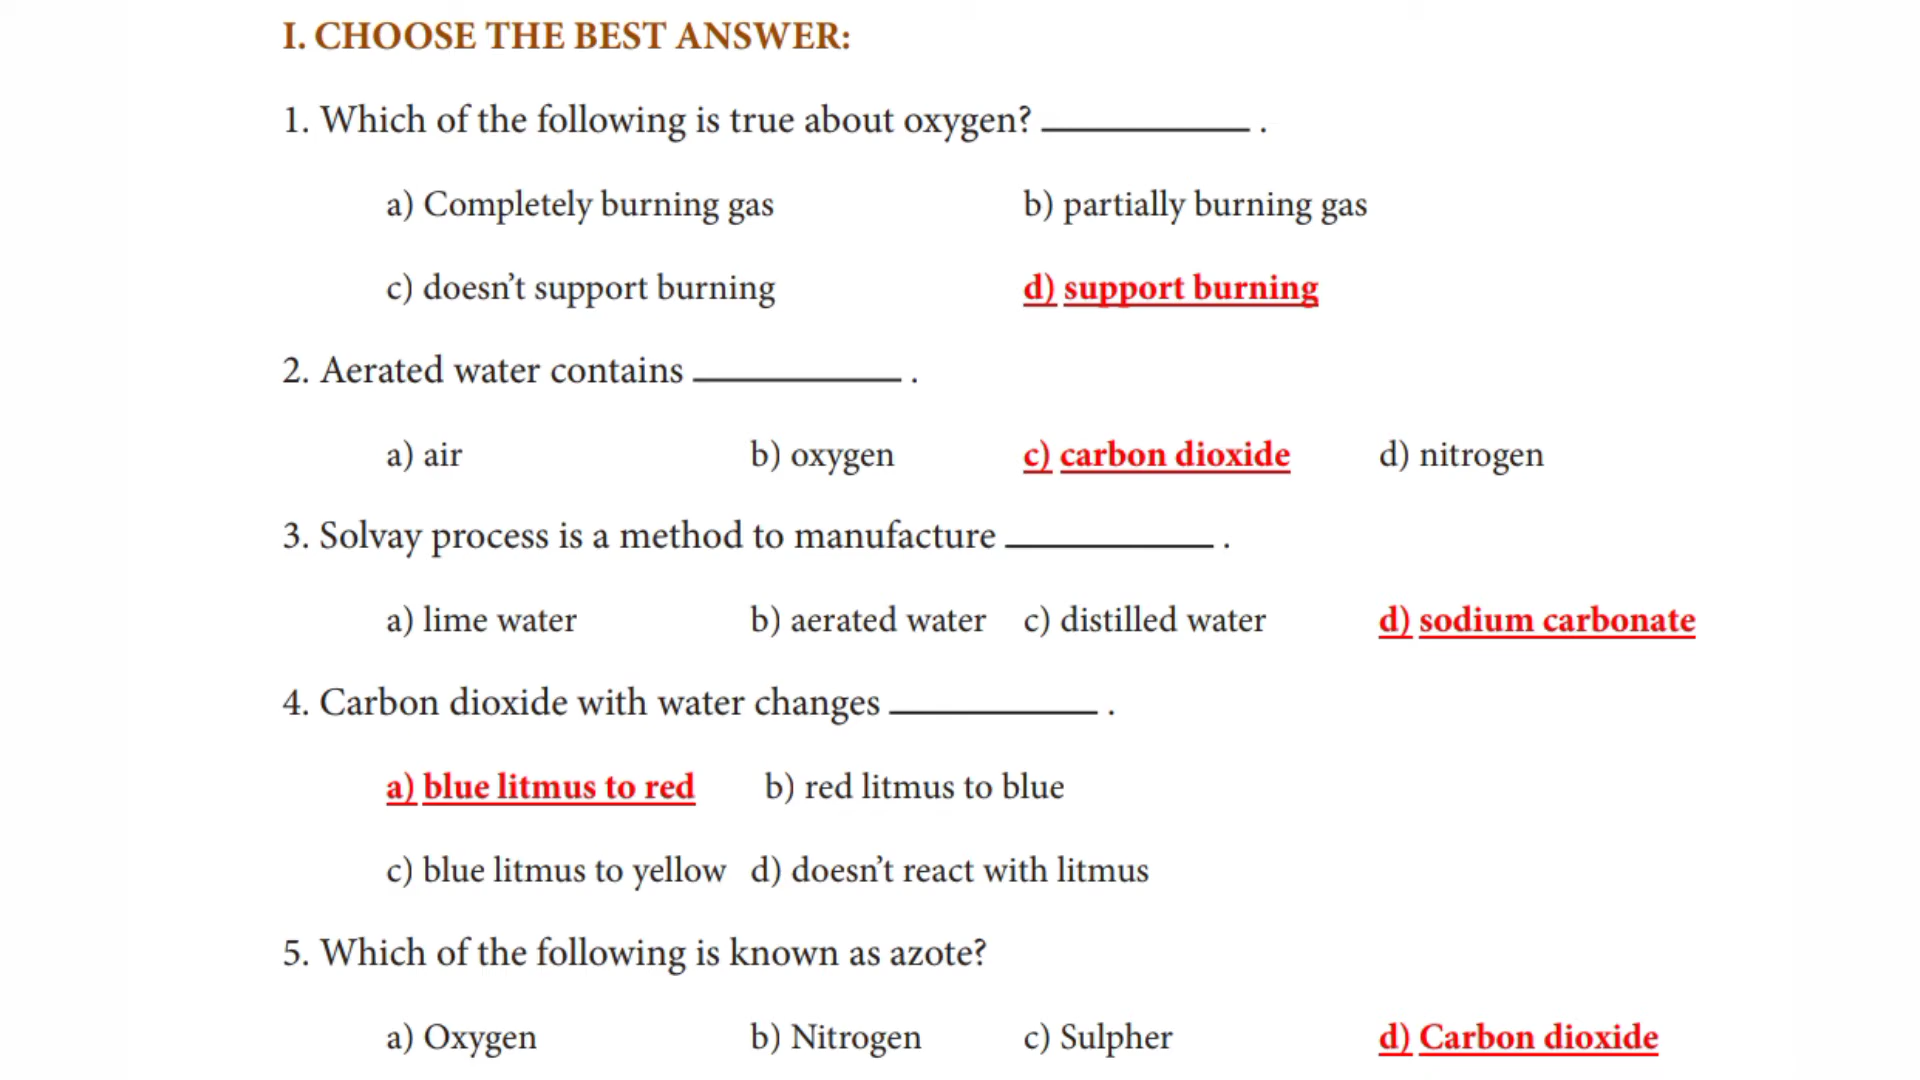 I. CHOOSE THE BEST ANSWER:
1. Which of the following is true about oxygen? __________ .
a) Completely burning gas b) partially burning gas
c) doesn’t support burning d) support burning
2. Aerated water contains __________ .
a) air b) oxygen c) carbon dioxide d) nitrogen
3. Solvay process is a method to manufacture __________ .
a) lime water b) aerated water c) distilled water d) sodium carbonate
4. Carbon dioxide with water changes __________ .
a) blue litmus to red b) red litmus to blue
c) blue litmus to yellow d) doesn’t react with litmus
5. Which of the following is known as azote?
a) Oxygen b) Nitrogen c) Sulpher d) Carbon dioxide